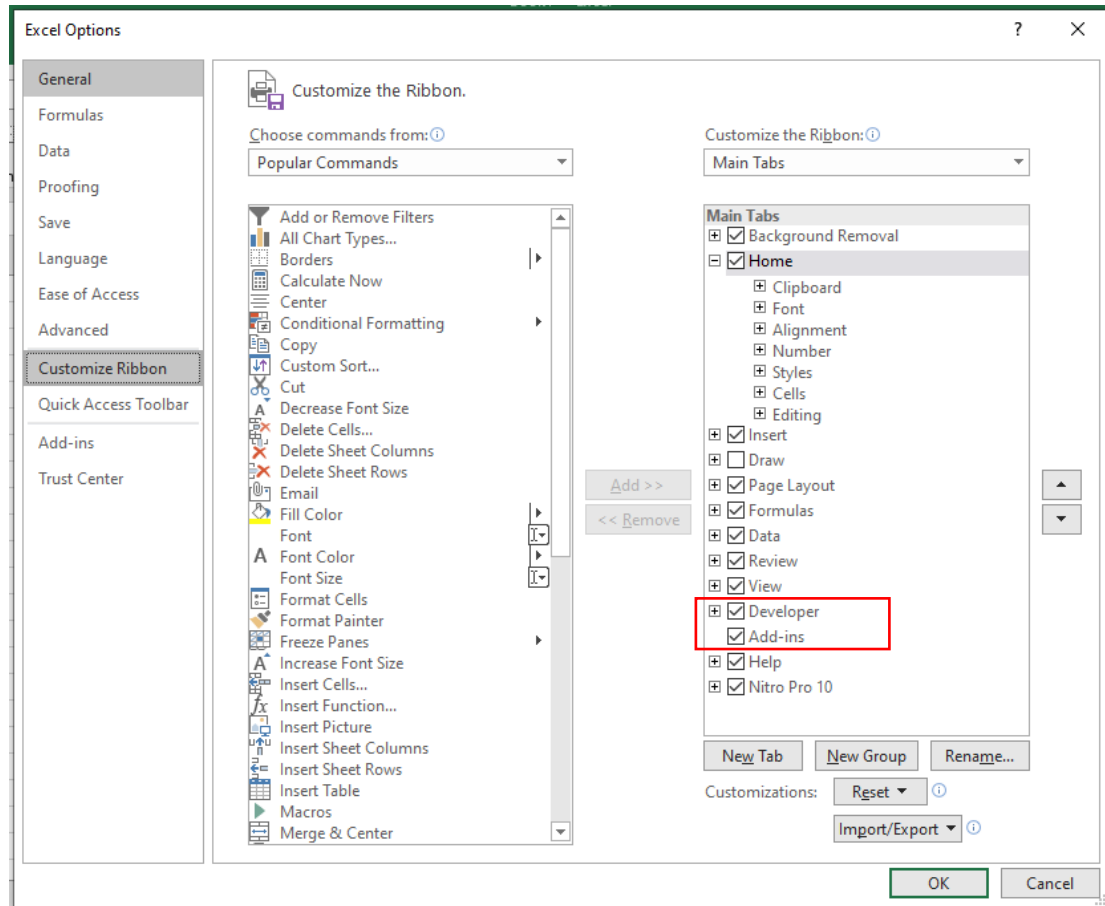 Excel Options
?
General
Formulas
Data
Proofing
Save
Language
Ease of Access
Advanced
Customize Ribbon
Quick Access Toolbar
Add-ins
Trust Center
Customize the Ribbon.
Choose commands from:
Popular Commands
Add or Remove Filters
All Chart Types...
Borders
Calculate Now
Center
Conditional Formatting
Copy
Custom Sort...
Cut
Decrease Font Size
Delete Cells...
Delete Sheet Columns
Delete Sheet Rows
Email
Fill Color
Font
Font Color
Font Size
Format Cells
Format Painter
Freeze Panes
Increase Font Size
Insert Cells...
Insert Function...
Insert Picture
Insert Sheet Columns
Insert Sheet Rows
Insert Table
Macros
Merge & Center
Add >>
<< Remove
Customize the Ribbon:
Main Tabs
Main Tabs
Background Removal
Home
Clipboard
Font
Alignment
Number
Styles
Cells
Editing
Insert
Draw
Page Layout
Formulas
Data
Review
View
Developer
Add-ins
Help
Nitro Pro 10
New Tab
New Group
Rename...
Customizations:
Reset
Import/Export
OK
Cancel